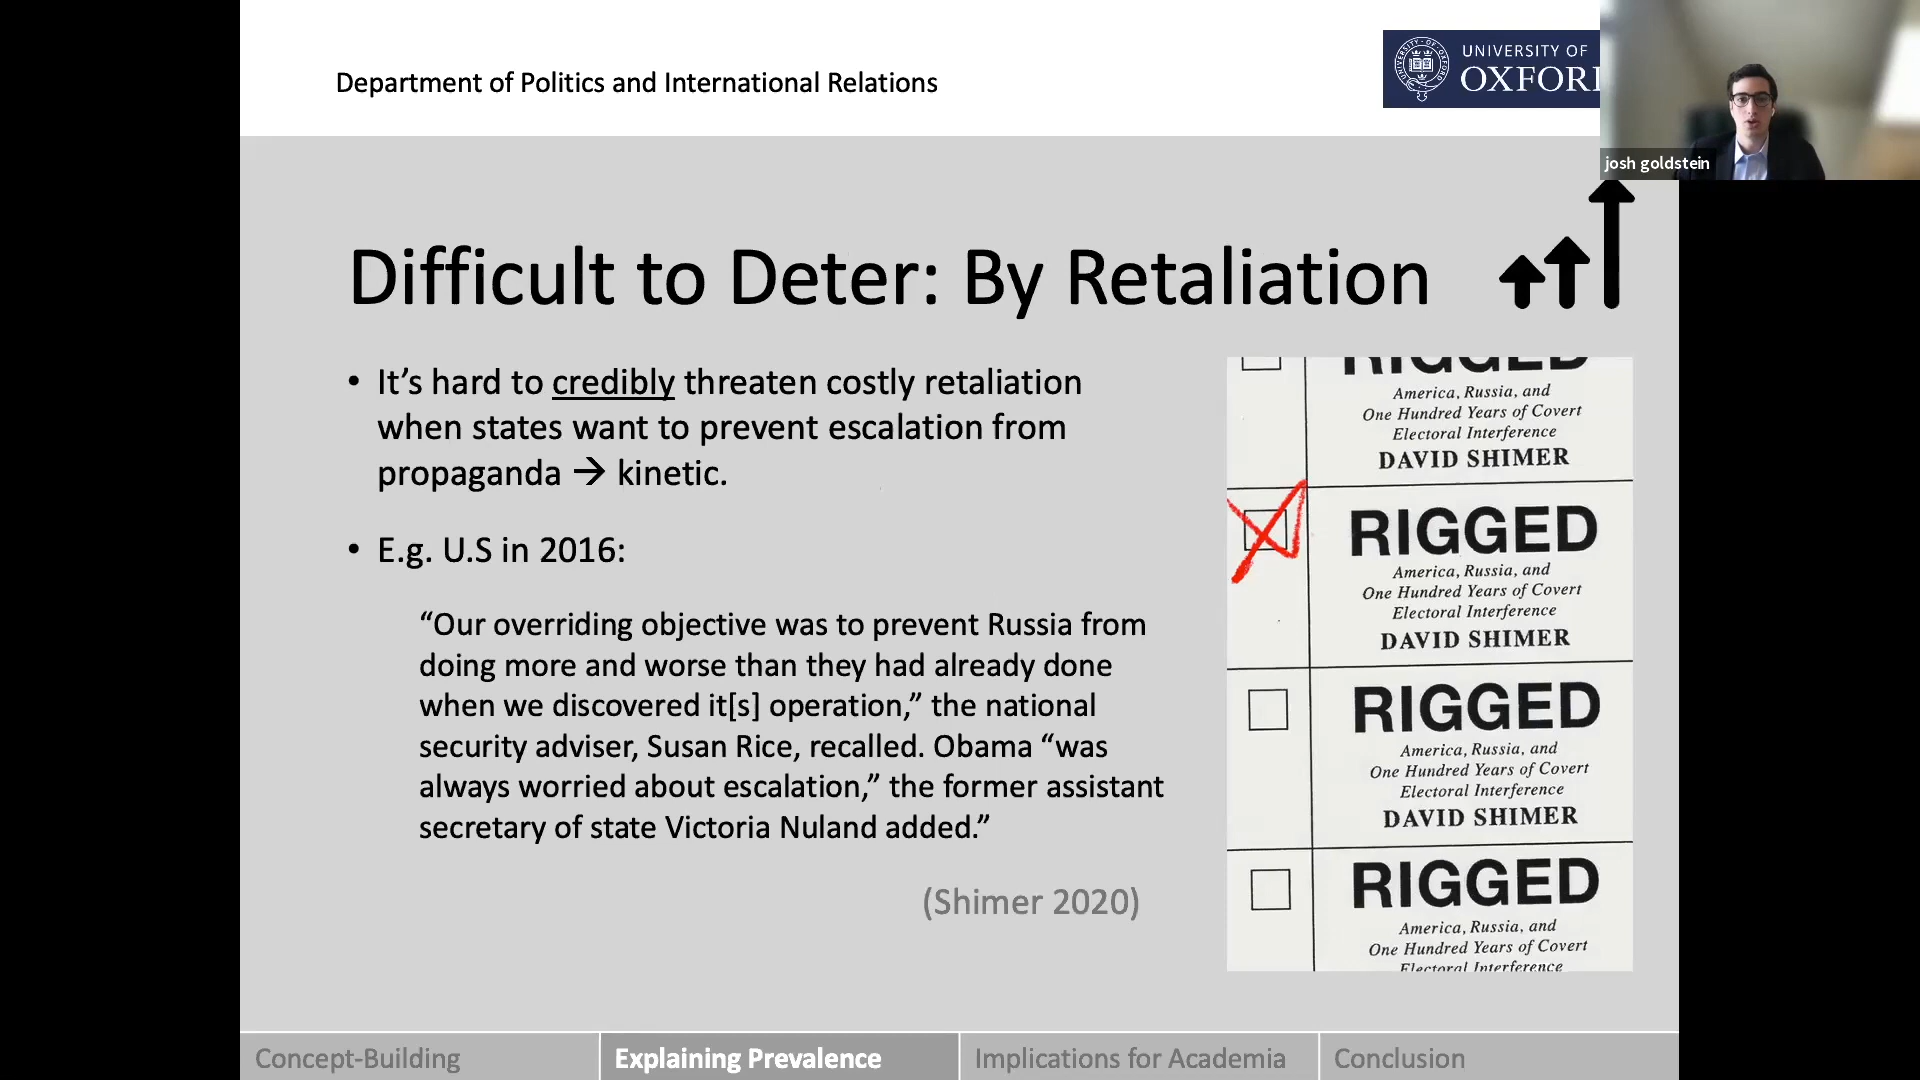 Department of Politics and International Relations
UNIVERSITY OF
OXFOR
josh goldstein
Difficult to Deter: By Retaliation
• It’s hard to credibly threaten costly retaliation
when states want to prevent escalation from
propaganda → kinetic.
• E.g. U.S in 2016:
“Our overriding objective was to prevent Russia from
doing more and worse than they had already done
when we discovered it[s] operation,” the national
security adviser, Susan Rice, recalled. Obama “was
always worried about escalation,” the former assistant
secretary of state Victoria Nuland added.”
(Shimer 2020)
RIGGED
America, Russia, and
One Hundred Years of Covert
Electoral Interference
DAVID SHIMER
RIGGED
America, Russia, and
One Hundred Years of Covert
Electoral Interference
DAVID SHIMER
RIGGED
America, Russia, and
One Hundred Years of Covert
Electoral Interference
DAVID SHIMER
RIGGED
America, Russia, and
One Hundred Years of Covert
Electoral Interference
Concept-Building
Explaining Prevalence
Implications for Academia
Conclusion